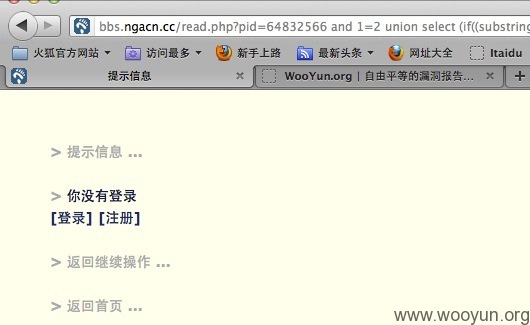 bbs.ngacn.cc/read.php?pid=64832566 and 1=2 union select (if((substring
火狐官方网站 访问最多 新手上路 最新头条 网址大全 Itaidu
提示信息 WooYun.org | 自由平等的漏洞报告...
> 提示信息 ...
> 你没有登录
[登录] [注册]
> 返回继续操作 ...
> 返回首页 ...
www.wooyun.org